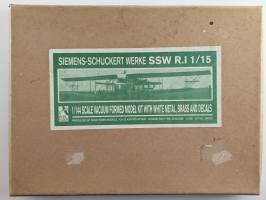 SIEMENS-SCHUCKERT WERKE SSW R.I 1/15
1:144 SCALE VACUUM FORMED MODEL KIT WITH WHITE METAL, BRASS AND DECALS